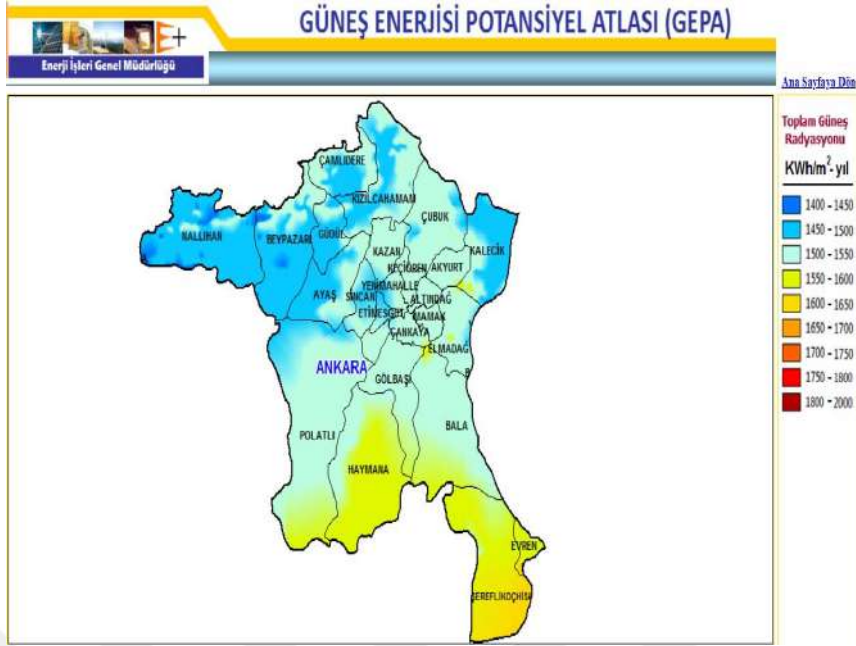 GÜNEŞ ENERJİSİ POTANSİYEL ATLASI (GEPA)
E+
Enerji İşleri Genel Müdürlüğü
Ana Sayfaya Dön
Toplam Güneş
Radyasyonu
KWh/m²- yıl
1400 - 1450
1450 - 1500
1500 - 1550
1550 - 1600
1600 - 1650
1650 - 1700
1700 - 1750
1750 - 1800
1800 - 2000
ÇAMLIDERE
KIZILCAHAMAM
ÇUBUK
NALLIHAN
BEYPAZARI
GÜDÜL
KAZAN
KALECİK
KEÇİÖREN
AKYURT
AYAŞ
SİNCAN
YENİMAHALLE
ALTINDAĞ
ETİMESGUT
MAMAK
ÇANKAYA
ELMADAĞ
ANKARA
GÖLBAŞI
POLATLI
BALA
HAYMANA
EVREN
ŞEREFLİKOÇHİSA